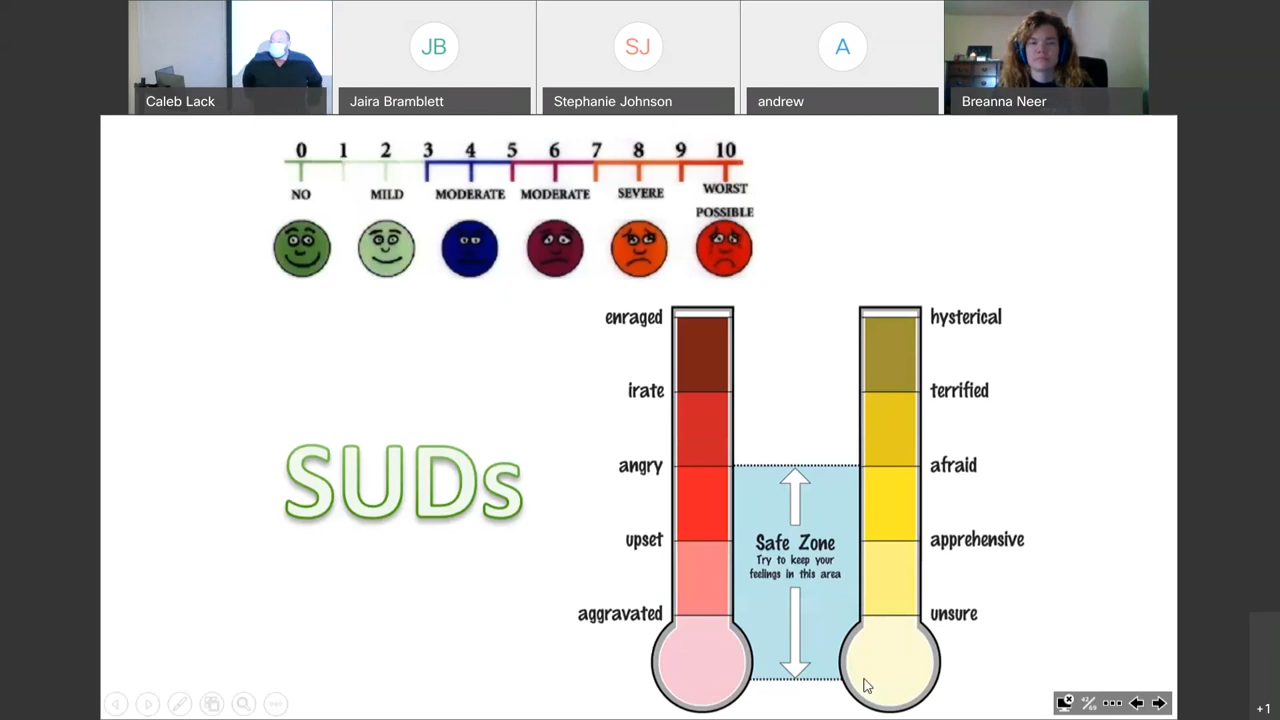 JB
SJ
A
Caleb Lack
Jaira Bramblett
Stephanie Johnson
andrew
Breanna Neer
0 1 2 3 4 5 6 7 8 9 10
NO MILD MODERATE MODERATE SEVERE WORST
POSSIBLE
enraged
hysterical
irate
terrified
angry
afraid
SUDs
upset
Safe Zone
apprehensive
Try to keep your
feelings in this area
aggravated
unsure
42/69
+1